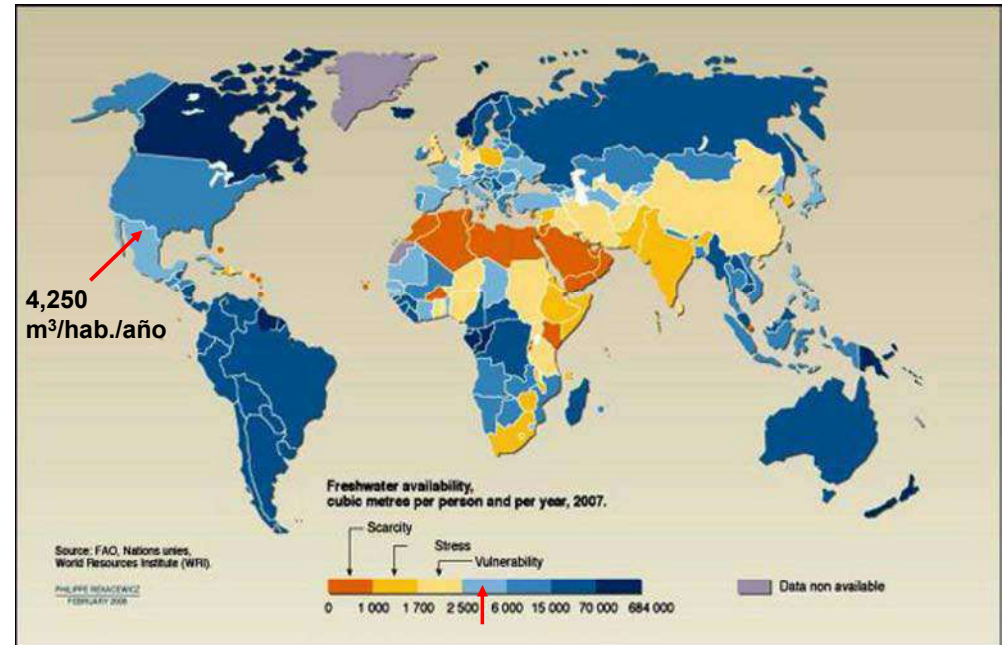 4,250
m³/hab./año
Freshwater availability,
cubic metres per person and per year, 2007.
Scarcity
Stress
Vulnerability
0 1 000 1 700 2 500 6 000 15 000 70 000 684 000
Data non available
Source: FAO, Nations unies,
World Resources Institute (WRI).
PHILIPPE REKACEWICZ
FEBRUARY 2008